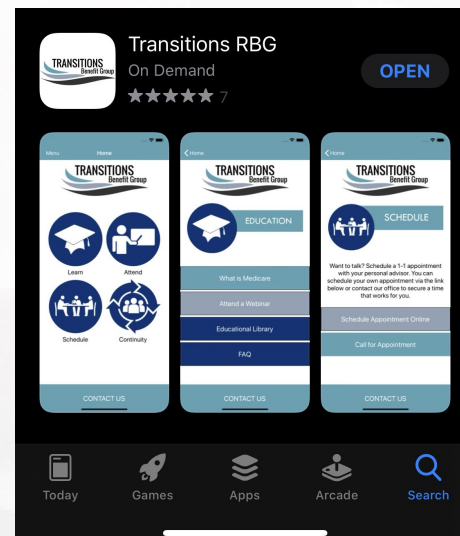 TRANSITIONS
Benefit Group
Transitions RBG
On Demand
7
OPEN
Menu
Home
TRANSITIONS
Benefit Group
Learn
Attend
Schedule
Continuity
CONTACT US
Home
TRANSITIONS
Benefit Group
EDUCATION
What is Medicare
Attend a Webinar
Educational Library
FAQ
CONTACT US
Home
TRANSITIONS
Benefit Group
SCHEDULE
Want to talk? Schedule a 1-1 appointment
with your personal advisor. You can
schedule your own appointment via the link
below or contact our office to secure a time
that works for you.
Schedule Appointment Online
Call for Appointment
CONTACT US
Today
Games
Apps
Arcade
Search